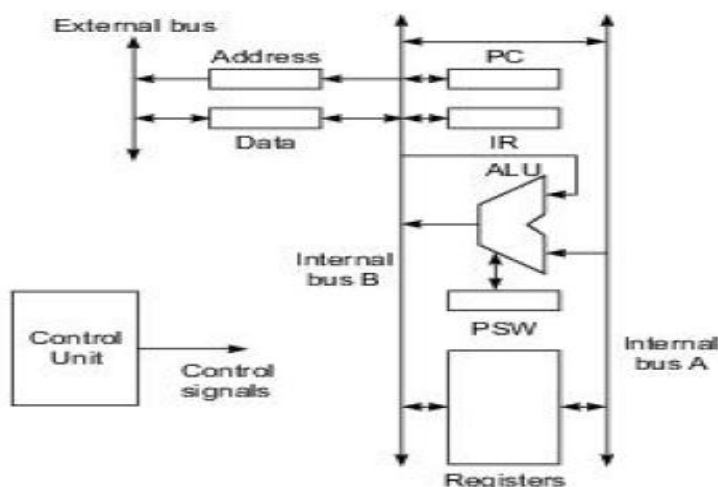 External bus
Address
PC
Data
IR
ALU
Internal
bus B
Control
Unit
Control
signals
PSW
Internal
bus A
Registers